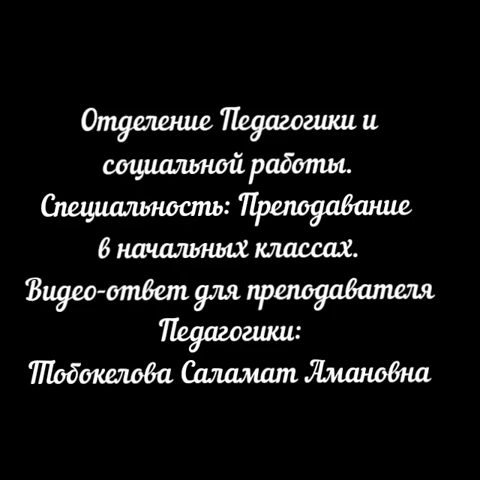 Отделение Педагогики и
социальной работы.
Специальность: Преподавание
в начальных классах.
Видео-ответ для преподавателя
Педагогики:
Тобокелова Саламат Амановна